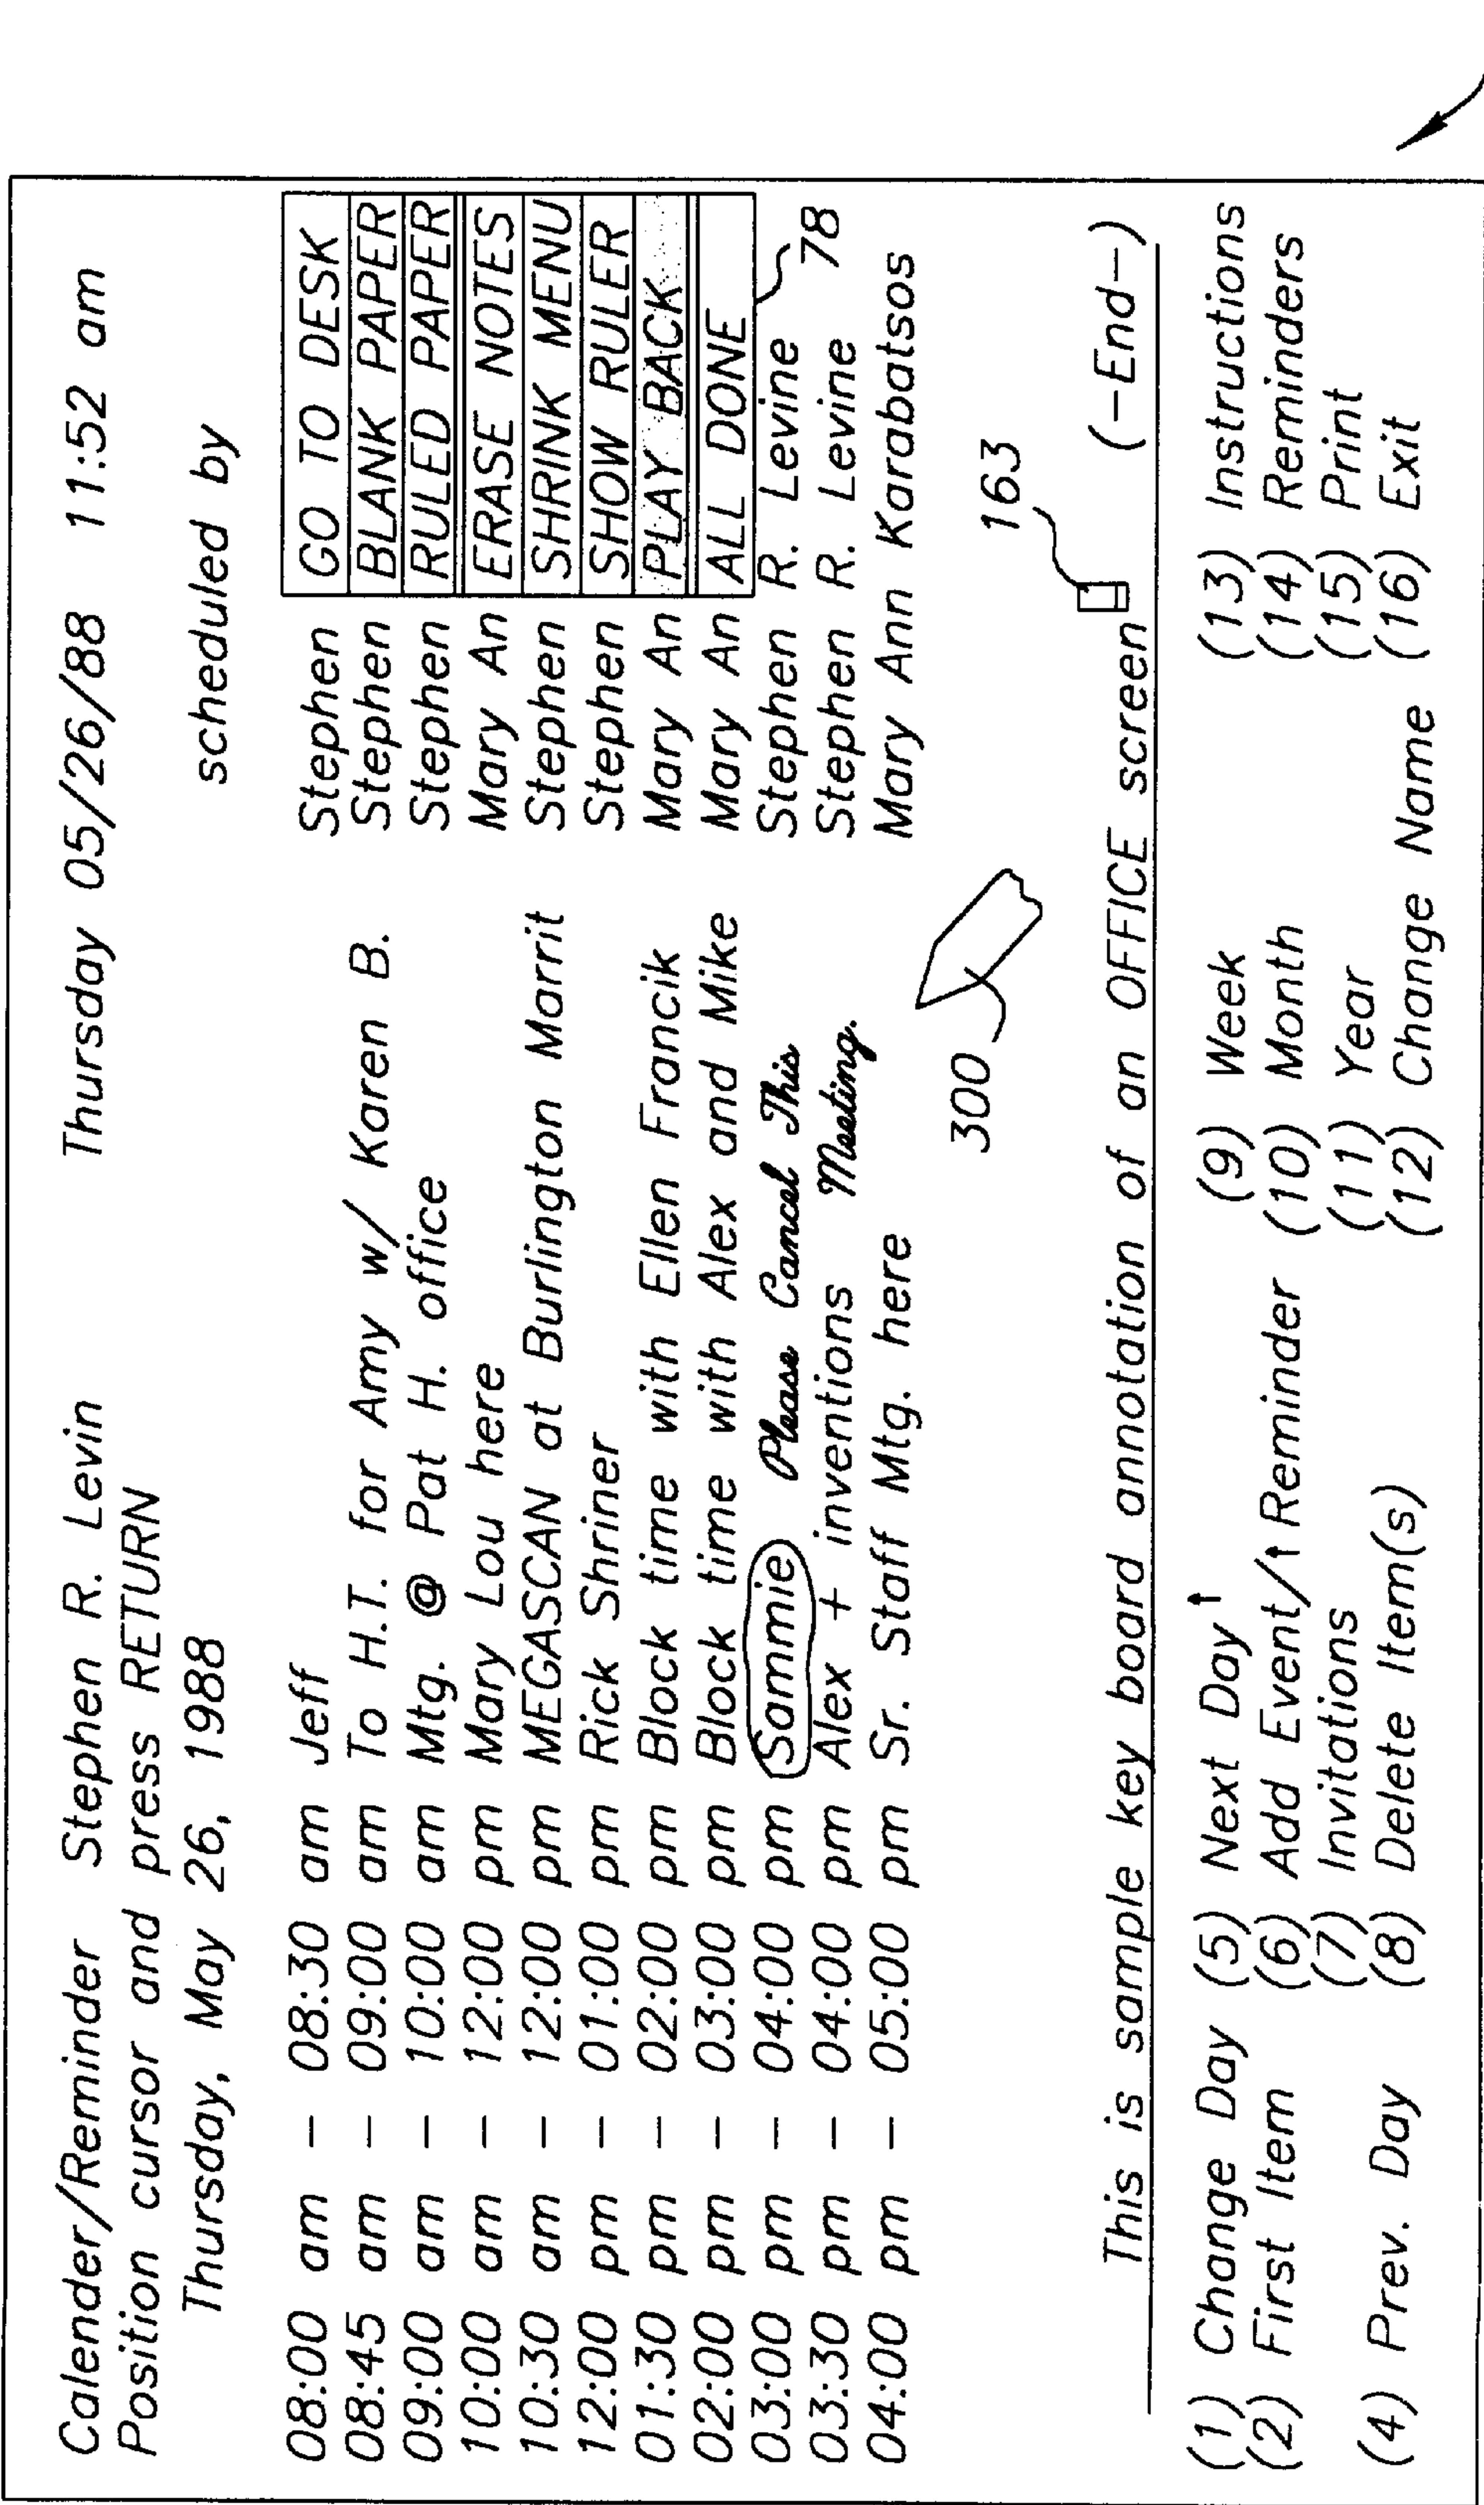 Calender/Reminder Stephen R. Levin Thursday 05/26/88 11:52 am
Position cursor and press RETURN
Thursday, May 26, 1988 scheduled by
08:00 am - 08:30 am Jeff Stephen GO TO DESK
08:45 am - 09:00 am To H.T. for Amy w/ Karen B. Stephen BLANK PAPER
09:00 am - 10:00 am Mtg. @ Pat H. office Stephen RULED PAPER
10:00 am - 12:00 pm Mary Lou here Mary An ERASE NOTES
10:30 am - 12:00 pm MEGASCAN at Burlington Marrit Stephen SHRINK MENU
12:00 pm - 01:00 pm Rick Shriner Stephen SHOW RULER
01:30 pm - 02:00 pm Block time with Ellen Francik Mary An PLAY BACK
02:00 pm - 03:00 pm Block time with Alex and Mike Mary An ALL DONE
03:00 pm - 04:00 pm Sammie Please Cancel This Stephen R. Levine
03:30 pm - 04:00 pm Alex + inventions Meeting. Stephen R. Levine 78
04:00 pm - 05:00 pm Sr. Staff Mtg. here Mary Ann Karabatsos
300 163
This is sample key board annotation of an OFFICE screen (-End-)
(1) Change Day (5) Next Day↑ (9) Week (13) Instructions
(2) First Item (6) Add Event/↑ Reminder (10) Month (14) Reminders
(7) Invitations (11) Year (15) Print
(4) Prev. Day (8) Delete Item(s) (12) Change Name (16) Exit